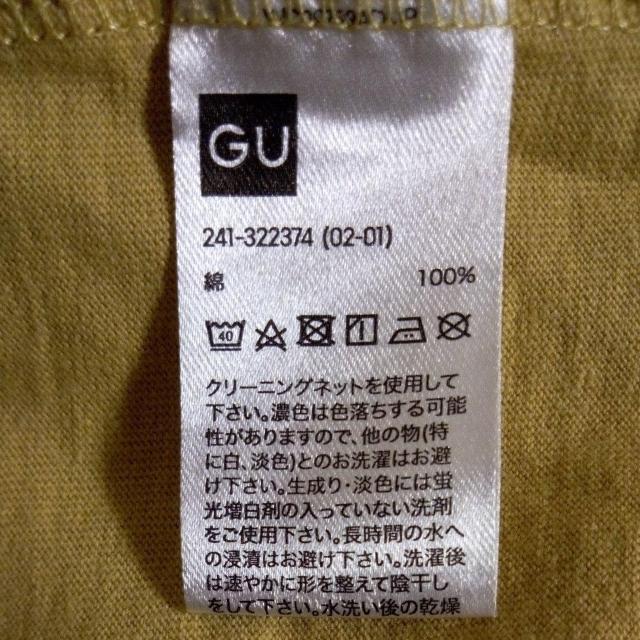 GU
241-322374 (02-01)
綿 100%
40
クリーニングネットを使用して
下さい。濃色は色落ちする可能
性がありますので、他の物(特
に白、淡色)とのお洗濯はお避
け下さい。生成り・淡色には蛍
光増白剤の入っていない洗剤
をご使用下さい。長時間の水へ
の浸漬はお避け下さい。洗濯後
は速やかに形を整えて陰干し
をして下さい。水洗い後の乾燥